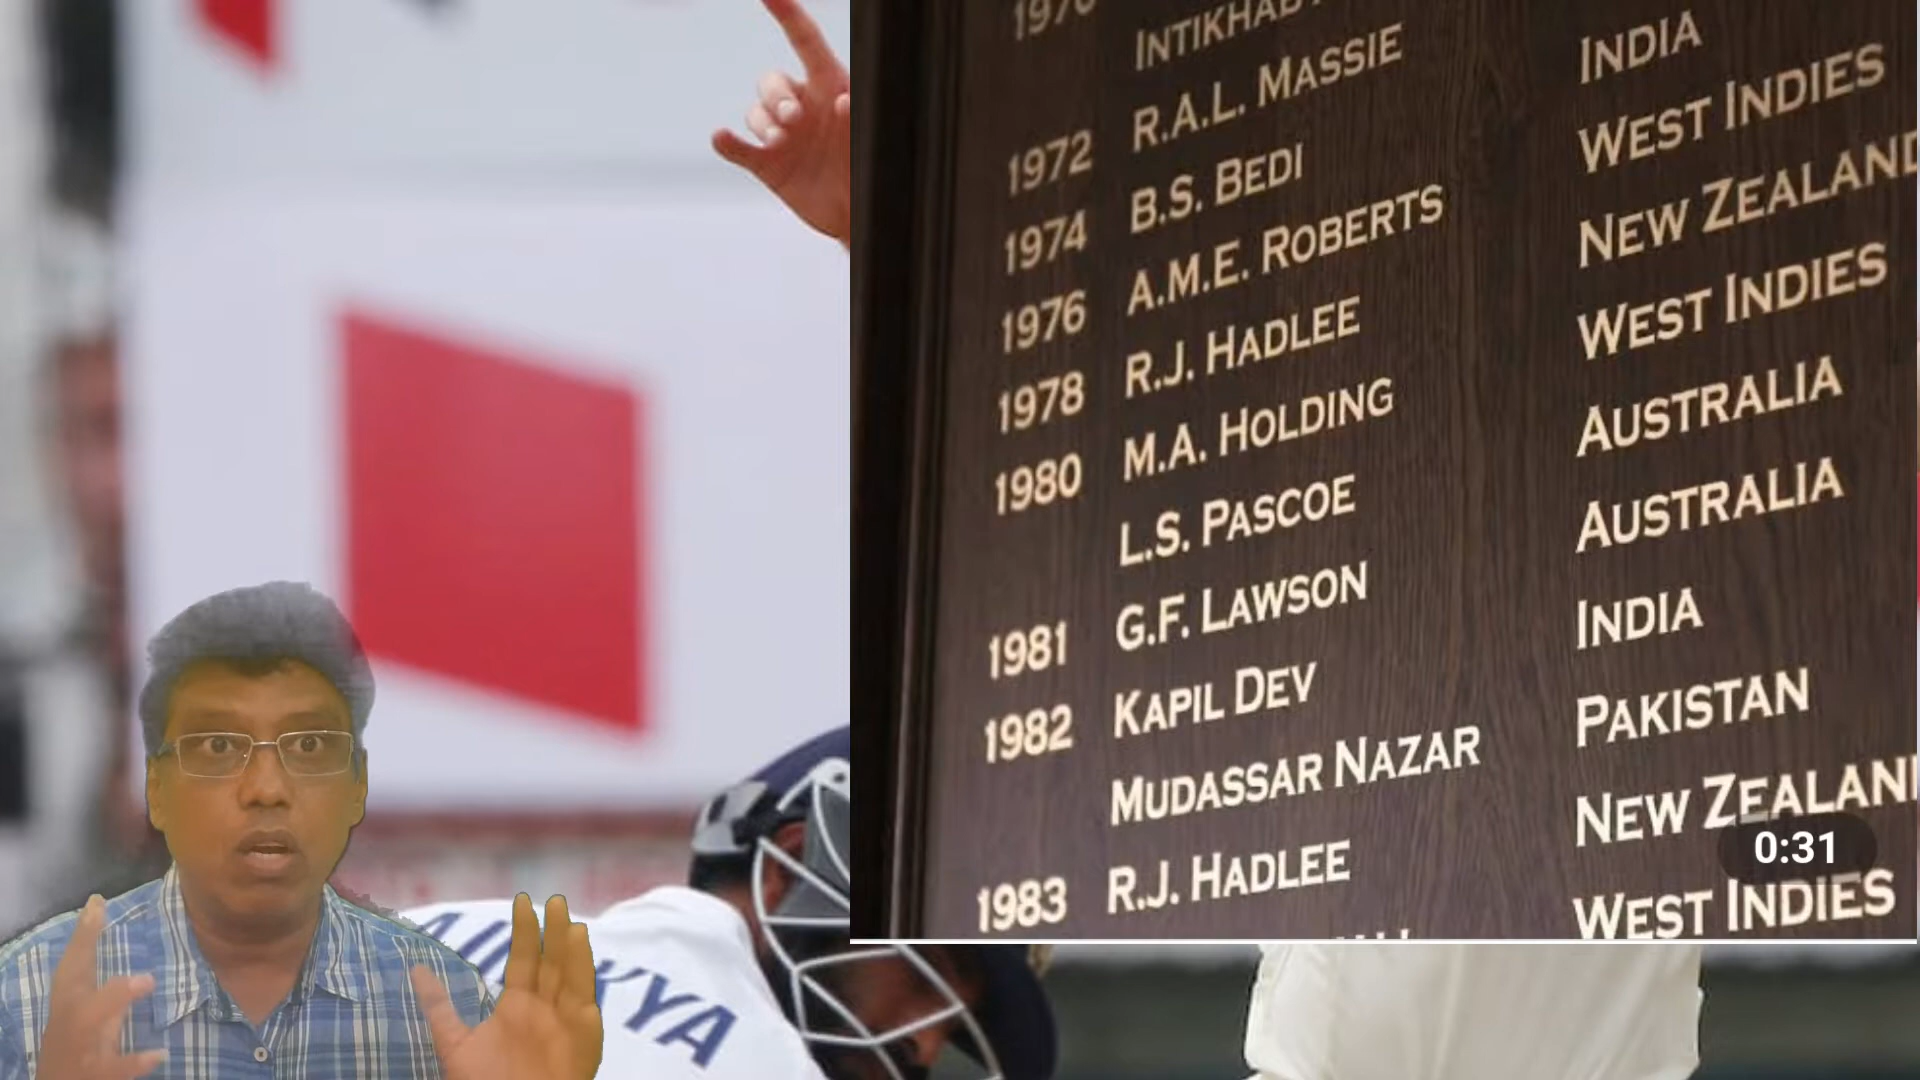 1970
INTIKHAB
1972 R.A.L. MASSIE
1974 B.S. BEDI INDIA
1976 A.M.E. ROBERTS WEST INDIES
1978 R.J. HADLEE NEW ZEALAND
1980 M.A. HOLDING WEST INDIES
L.S. PASCOE AUSTRALIA
1981 G.F. LAWSON AUSTRALIA
1982 KAPIL DEV INDIA
MUDASSAR NAZAR PAKISTAN
1983 R.J. HADLEE NEW ZEALAN
WEST INDIES
0:31